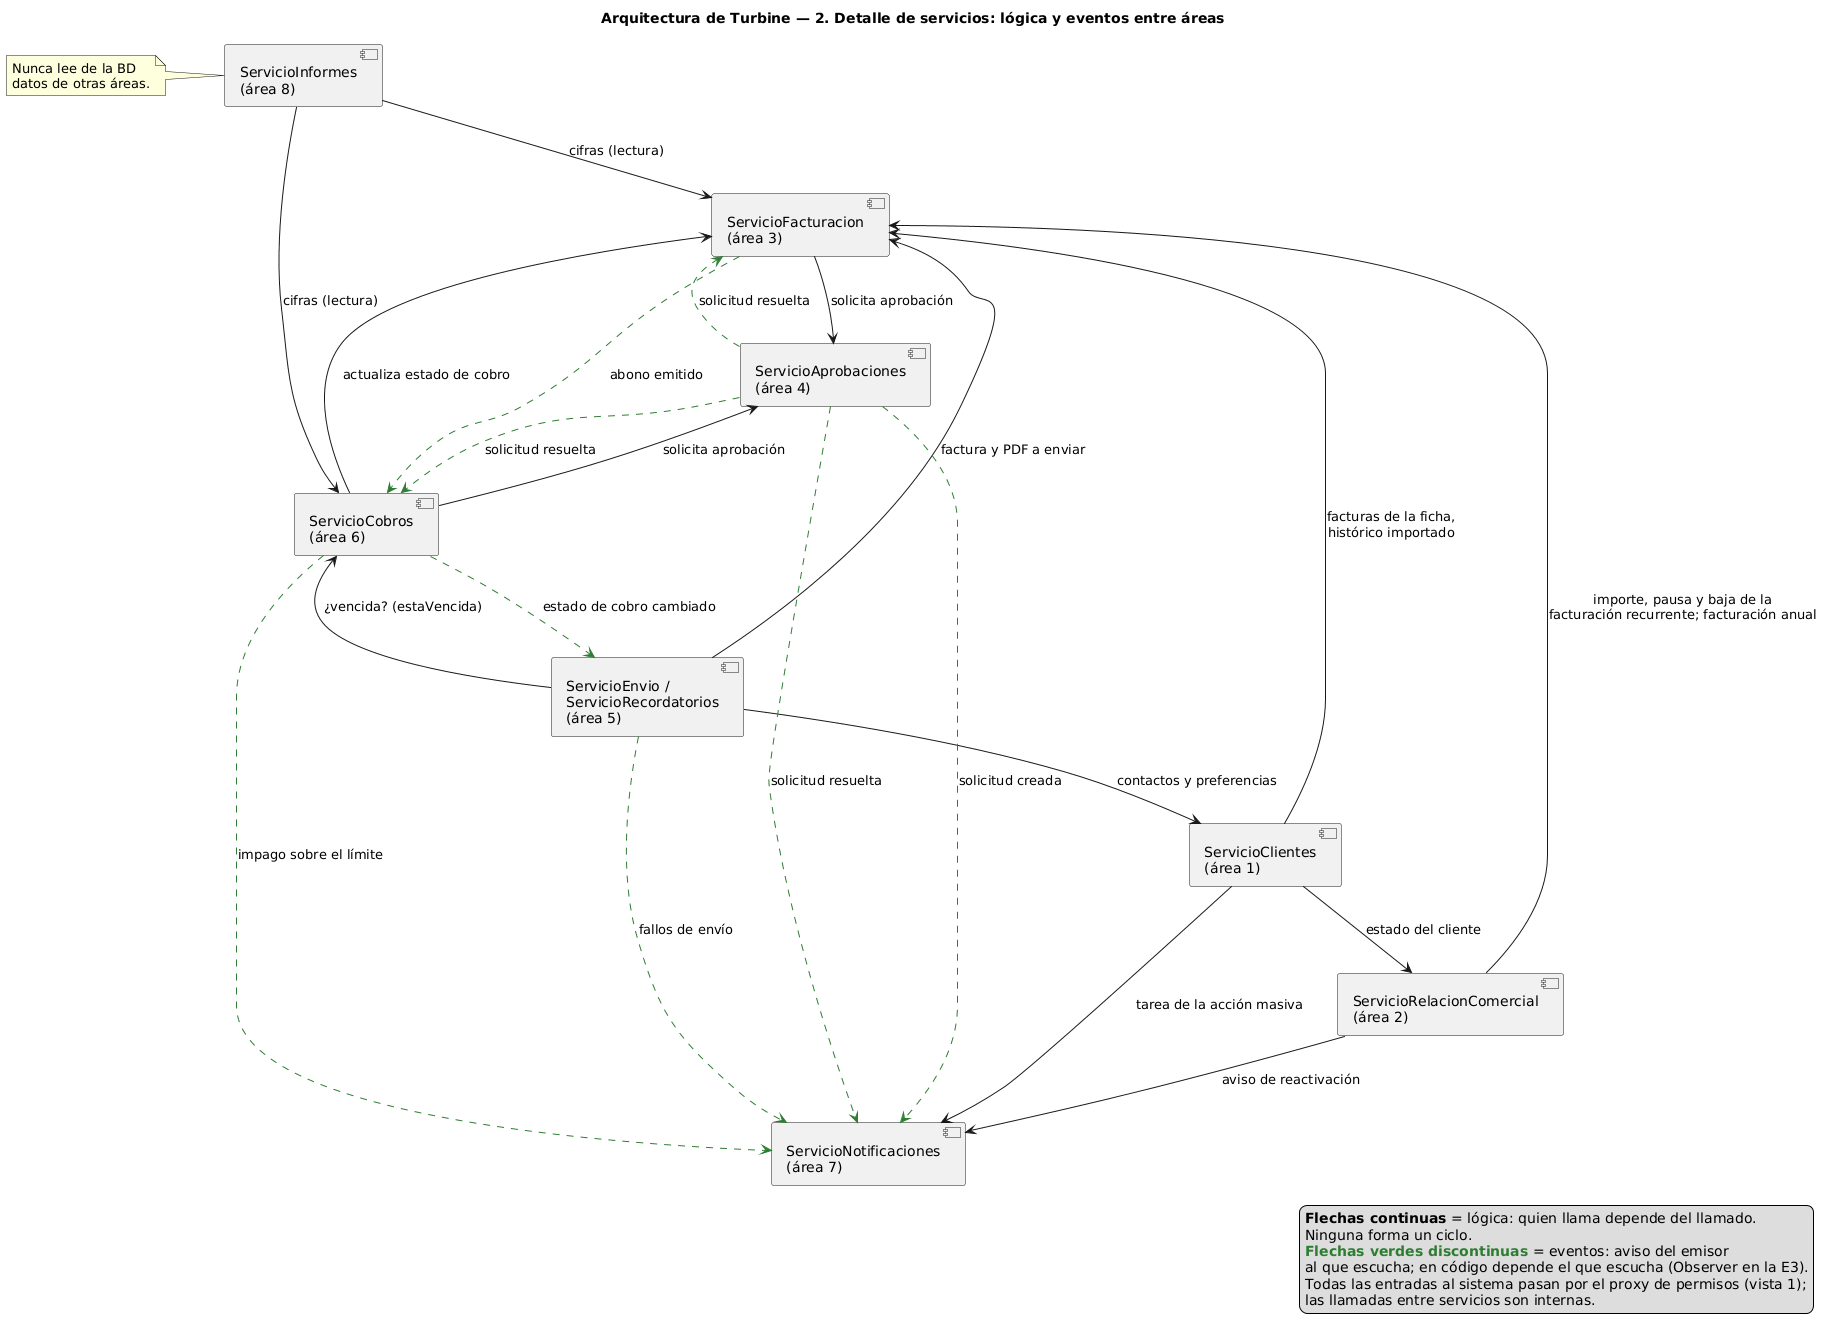 Arquitectura de Turbine — 2. Detalle de servicios: lógica y eventos entre áreas
Nunca lee de la BD
datos de otras áreas.
ServicioInformes
(área 8)
cifras (lectura)
ServicioFacturacion
(área 3)
cifras (lectura)
solicitud resuelta
solicita aprobación
actualiza estado de cobro
abono emitido
ServicioAprobaciones
(área 4)
solicitud resuelta
solicita aprobación
factura y PDF a enviar
ServicioCobros
(área 6)
facturas de la ficha,
histórico importado
¿vencida? (estaVencida)
estado de cobro cambiado
importe, pausa y baja de la
facturación recurrente; facturación anual
ServicioEnvio /
ServicioRecordatorios
(área 5)
solicitud resuelta
solicitud creada
contactos y preferencias
impago sobre el límite
ServicioClientes
(área 1)
fallos de envío
estado del cliente
tarea de la acción masiva
ServicioRelacionComercial
(área 2)
aviso de reactivación
ServicioNotificaciones
(área 7)
Flechas continuas = lógica: quien llama depende del llamado.
Ninguna forma un ciclo.
Flechas verdes discontinuas = eventos: aviso del emisor
al que escucha; en código depende el que escucha (Observer en la E3).
Todas las entradas al sistema pasan por el proxy de permisos (vista 1);
las llamadas entre servicios son internas.